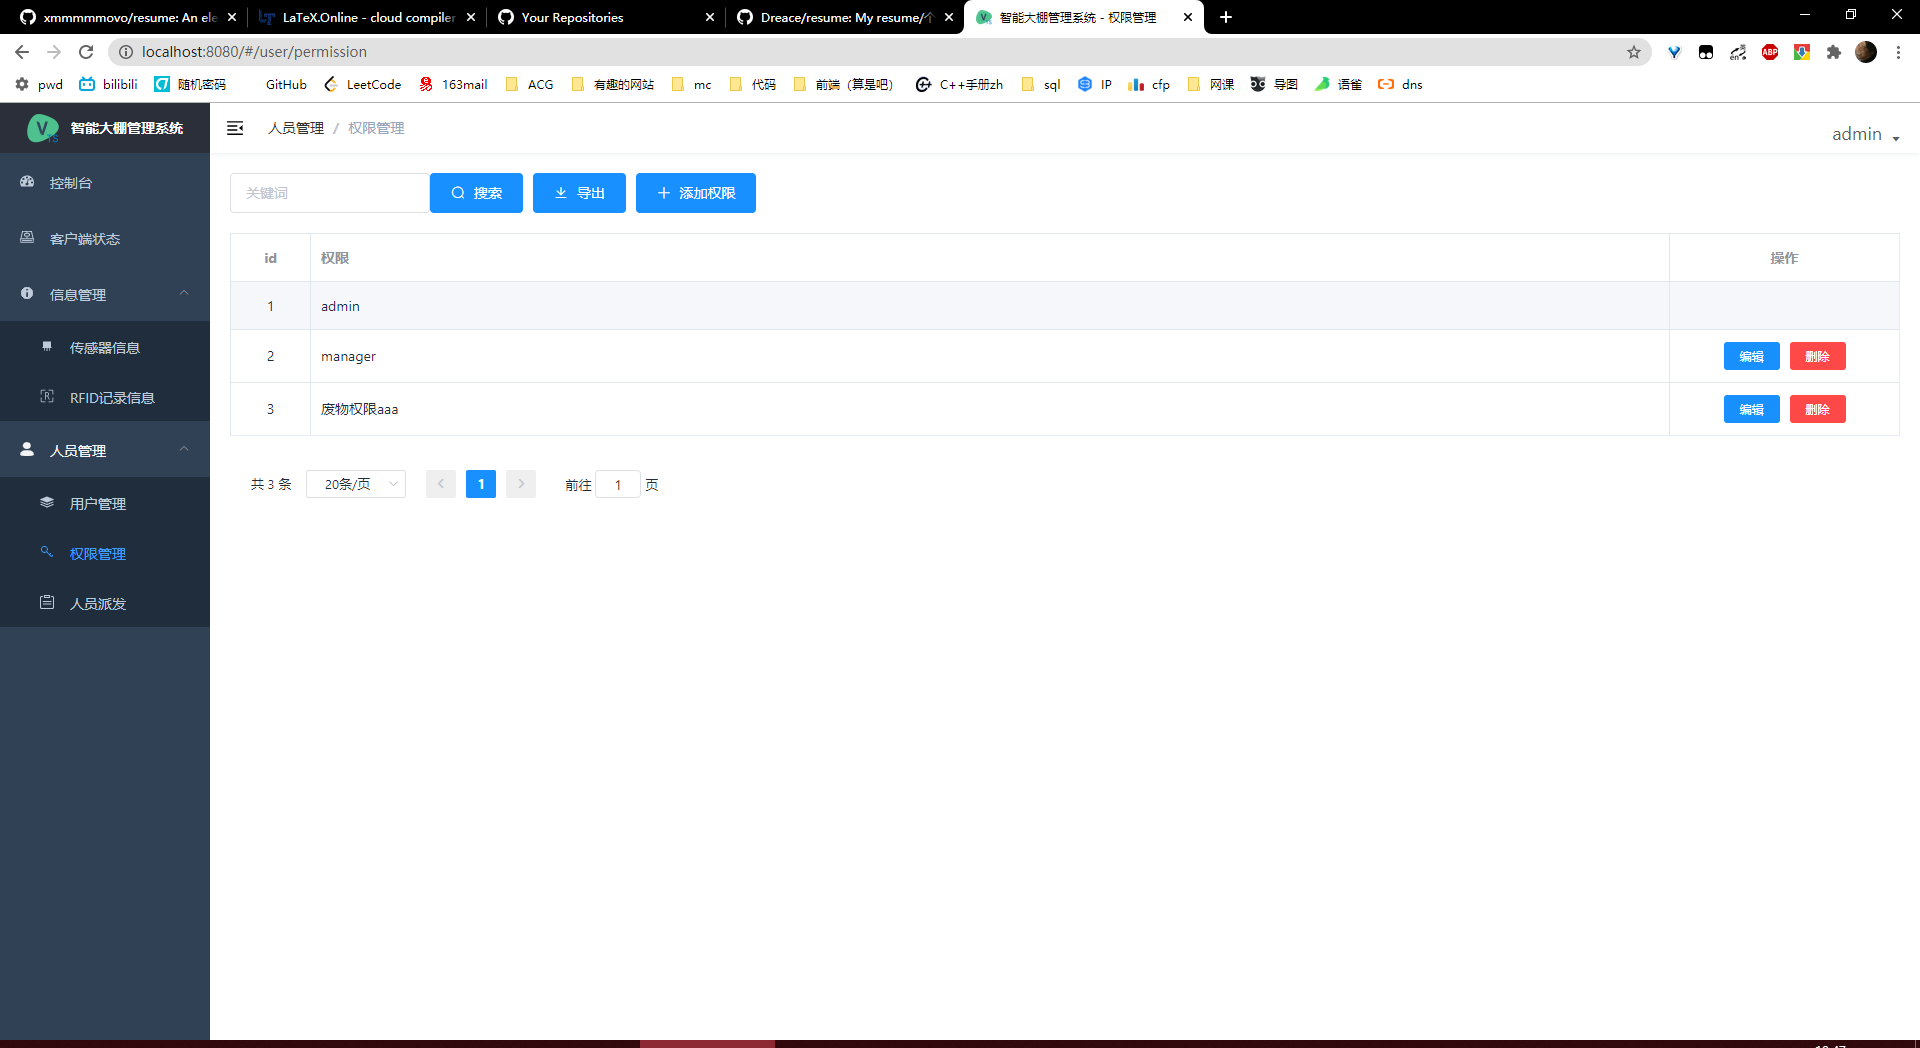 xmmmmmovo/resume: An ele
LaTeX.Online - cloud compiler
Your Repositories
Dreace/resume: My resume/个
智能大棚管理系统 - 权限管理
localhost:8080/#/user/permission
pwd bilibili 随机密码 GitHub LeetCode 163mail ACG 有趣的网站 mc 代码 前端（算是吧） C++手册zh sql IP cfp 网课 导图 语雀 dns
智能大棚管理系统
人员管理 / 权限管理
admin
控制台
客户端状态
信息管理
传感器信息
RFID记录信息
人员管理
用户管理
权限管理
人员派发
关键词 搜索 导出 添加权限
id 权限 操作
1 admin
2 manager 编辑 删除
3 废物权限aaa 编辑 删除
共 3 条 20条/页 1 前往 1 页